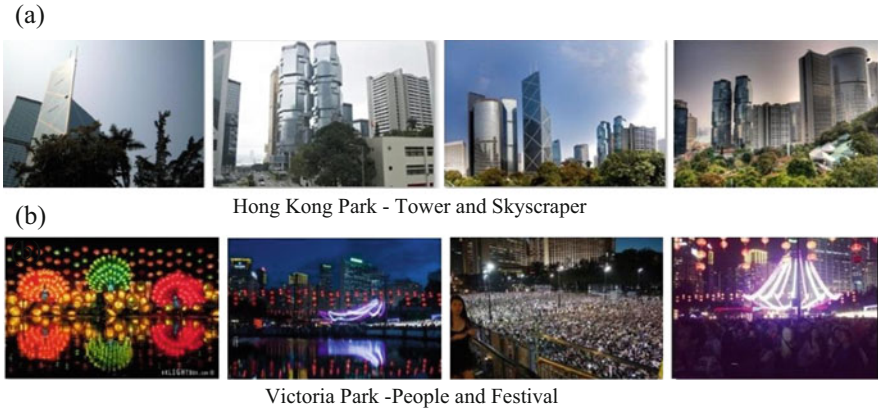 (a)
Hong Kong Park - Tower and Skyscraper
(b)
Victoria Park -People and Festival